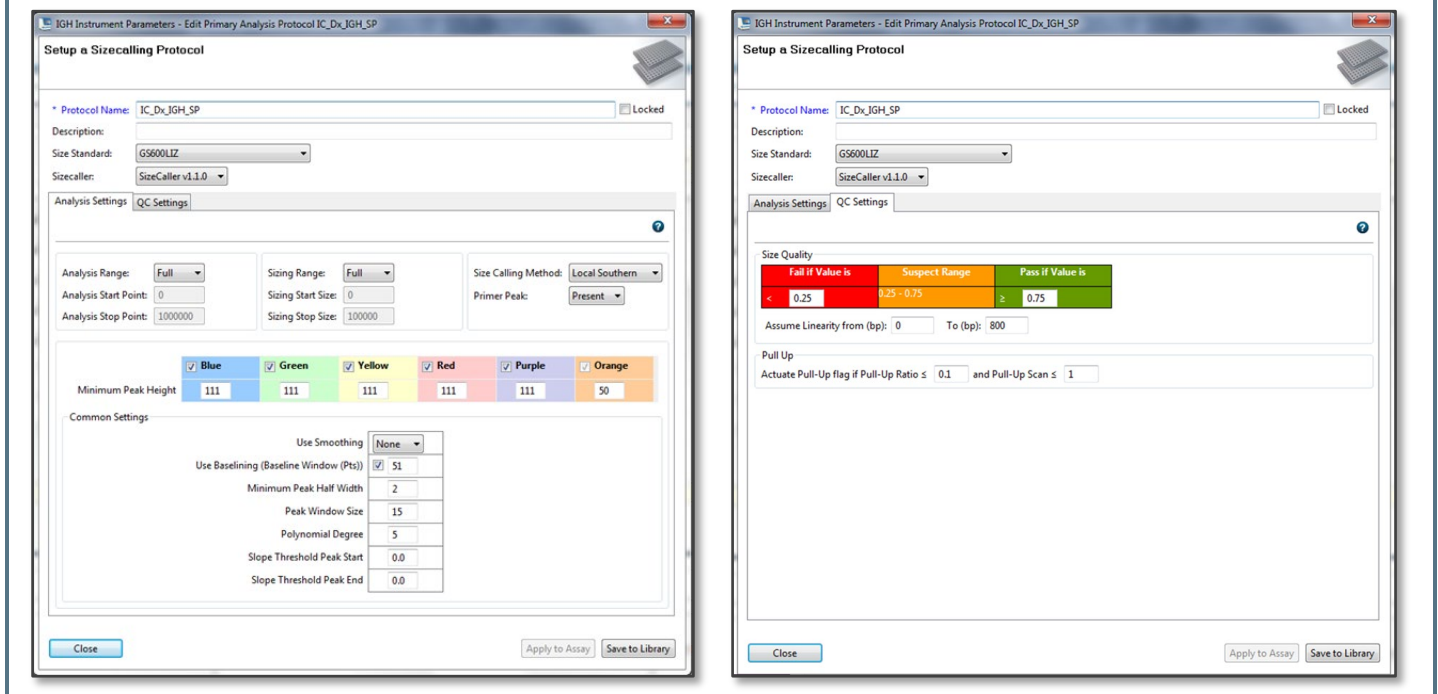 IGH Instrument Parameters - Edit Primary Analysis Protocol IC_Dx_IGH_SP
Setup a Sizecalling Protocol
* Protocol Name: IC_Dx_IGH_SP Locked
Description:
Size Standard: GS600LIZ
Sizecaller: SizeCaller v1.1.0
Analysis Settings QC Settings
?
Analysis Range: Full Sizing Range: Full Size Calling Method: Local Southern
Analysis Start Point: 0 Sizing Start Size: 0 Primer Peak: Present
Analysis Stop Point: 1000000 Sizing Stop Size: 100000
Blue Green Yellow Red Purple Orange
Minimum Peak Height 111 111 111 111 111 50
Common Settings
Use Smoothing None
Use Baselining (Baseline Window (Pts)) 51
Minimum Peak Half Width 2
Peak Window Size 15
Polynomial Degree 5
Slope Threshold Peak Start 0.0
Slope Threshold Peak End 0.0
Close Apply to Assay Save to Library
IGH Instrument Parameters - Edit Primary Analysis Protocol IC_Dx_IGH_SP
Setup a Sizecalling Protocol
* Protocol Name: IC_Dx_IGH_SP Locked
Description:
Size Standard: GS600LIZ
Sizecaller: SizeCaller v1.1.0
Analysis Settings QC Settings
?
Size Quality
Fail if Value is Suspect Range Pass if Value is
< 0.25 0.25 - 0.75 ≥ 0.75
Assume Linearity from (bp): 0 To (bp): 800
Pull Up
Actuate Pull-Up flag if Pull-Up Ratio ≤ 0.1 and Pull-Up Scan ≤ 1
Close Apply to Assay Save to Library